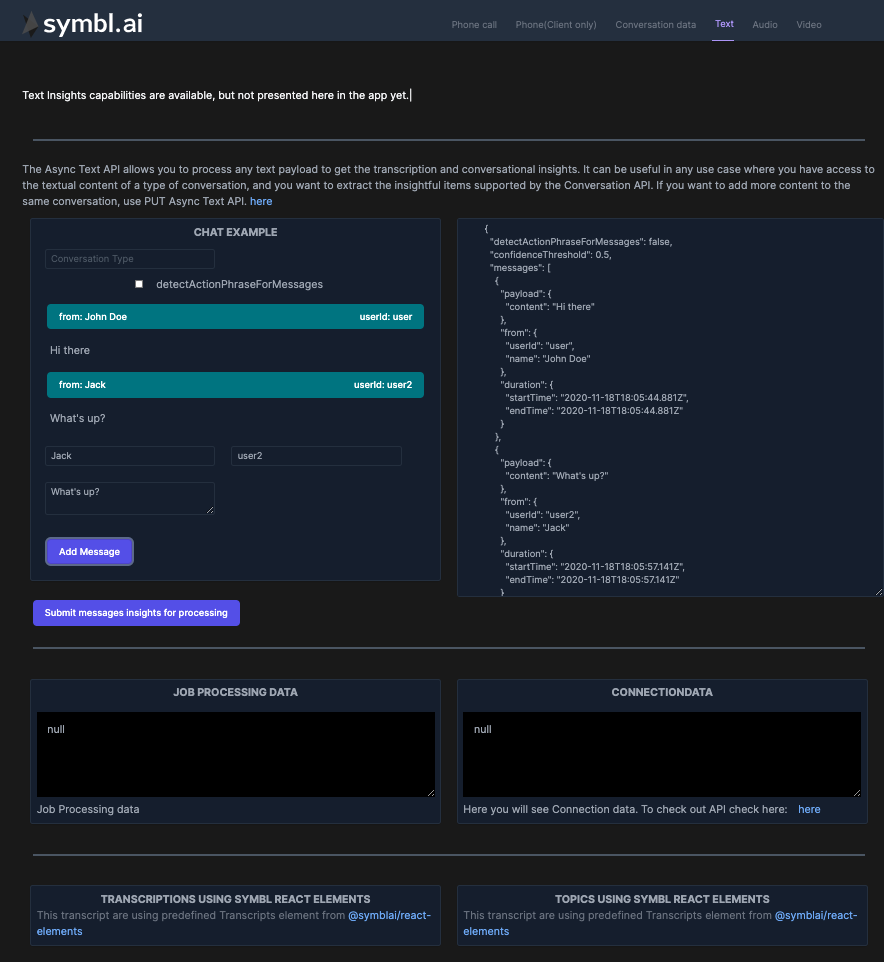 symbl.ai
Phone call Phone(Client only) Conversation data Text Audio Video
Text Insights capabilities are available, but not presented here in the app yet.
The Async Text API allows you to process any text payload to get the transcription and conversational insights. It can be useful in any use case where you have access to
the textual content of a type of conversation, and you want to extract the insightful items supported by the Conversation API. If you want to add more content to the
same conversation, use PUT Async Text API. here
CHAT EXAMPLE
Conversation Type
detectActionPhraseForMessages
from: John Doe userId: user
Hi there
from: Jack userId: user2
What's up?
Jack user2
What's up?
Add Message
{
"detectActionPhraseForMessages": false,
"confidenceThreshold": 0.5,
"messages": [
{
"payload": {
"content": "Hi there"
},
"from": {
"userId": "user",
"name": "John Doe"
},
"duration": {
"startTime": "2020-11-18T18:05:44.881Z",
"endTime": "2020-11-18T18:05:44.881Z"
}
},
{
"payload": {
"content": "What's up?"
},
"from": {
"userId": "user2",
"name": "Jack"
},
"duration": {
"startTime": "2020-11-18T18:05:57.141Z",
"endTime": "2020-11-18T18:05:57.141Z"
}
Submit messages insights for processing
JOB PROCESSING DATA
null
Job Processing data
CONNECTIONDATA
null
Here you will see Connection data. To check out API check here: here
TRANSCRIPTIONS USING SYMBL REACT ELEMENTS
This transcript are using predefined Transcripts element from @symblai/react-
elements
TOPICS USING SYMBL REACT ELEMENTS
This transcript are using predefined Transcripts element from @symblai/react-
elements